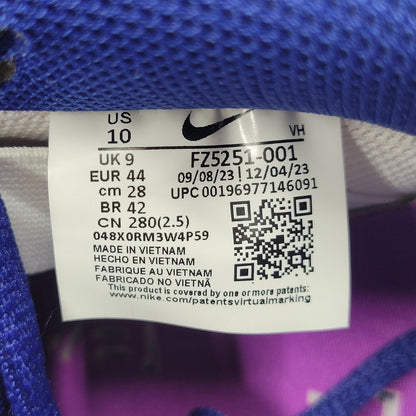 US
10
VH
UK 9
FZ5251-001
EUR 44
09/08/23 | 12/04/23
cm 28
UPC 00196977146091
BR 42
CN 280(2.5)
048X0RM3W4P59
MADE IN VIETNAM
HECHO EN VIETNAM
FABRIQUE AU VIETNAM
FABRICADO NO VIETNÃ
This product is covered by one or more
www.nike.com/patentsvirtualmarking